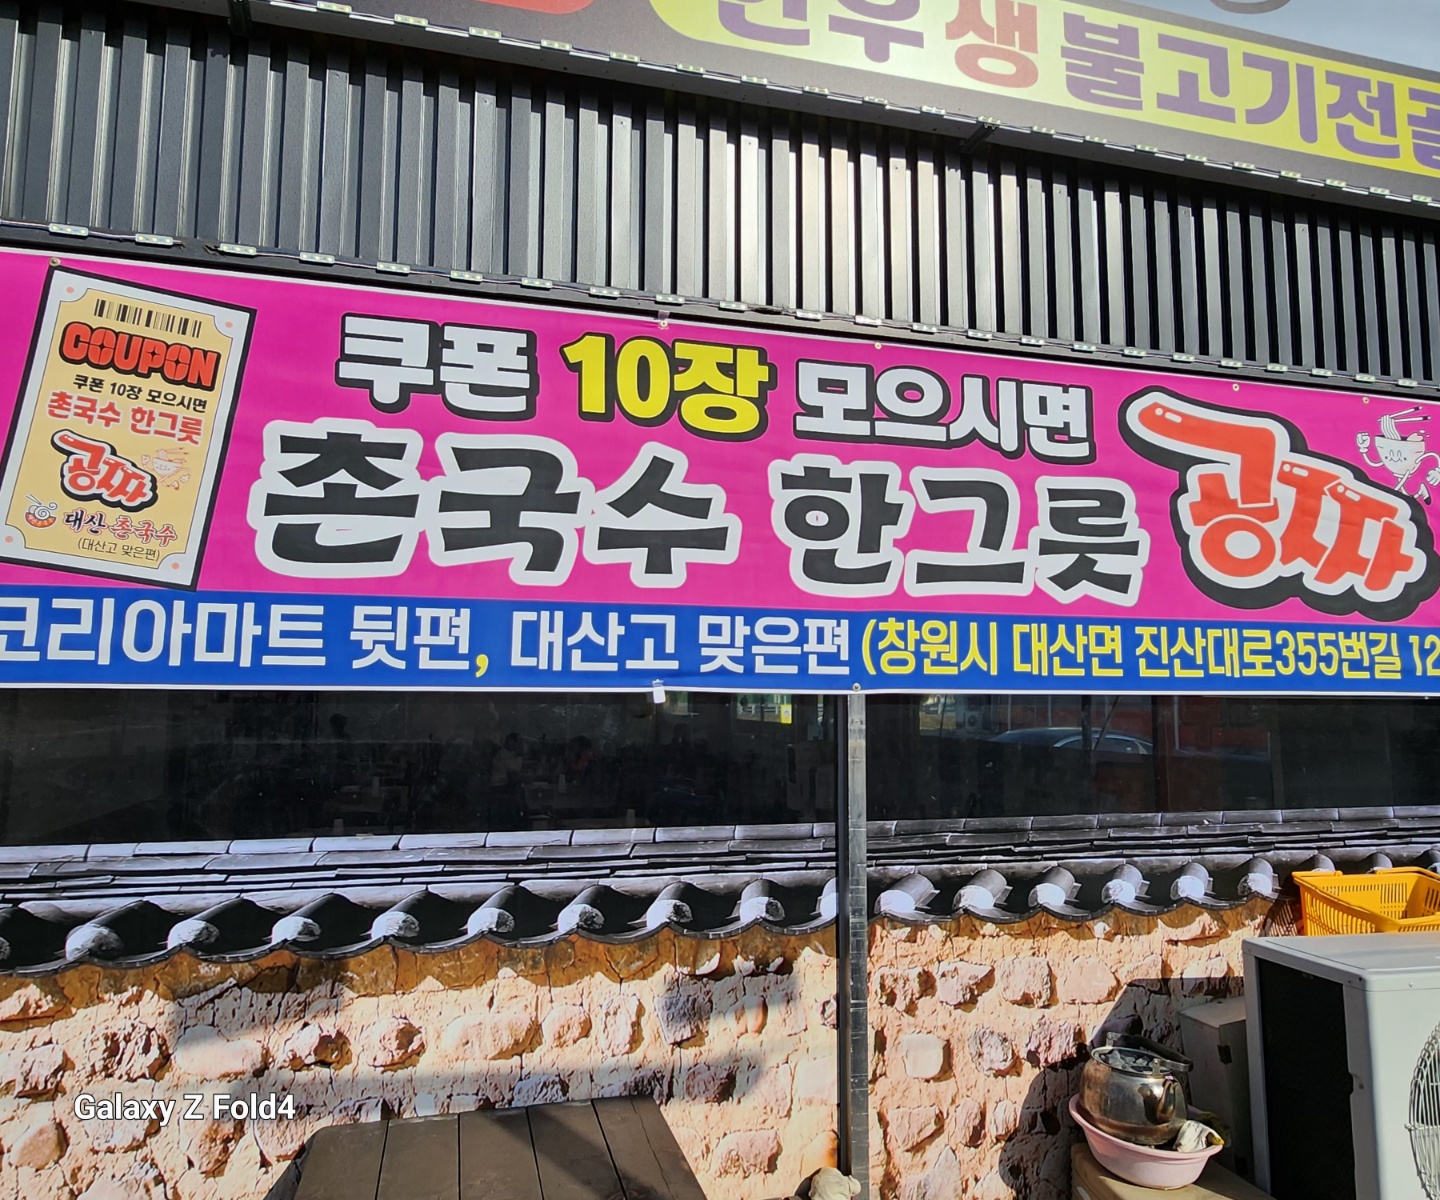 한우생불고기전골
COUPON
쿠폰 10장 모으시면
촌국수 한그릇
공짜
대산 촌국수
(대산고 맞은편)
쿠폰 10장 모으시면
촌국수 한그릇
공짜
코리아마트 뒷편, 대산고 맞은편 (창원시 대산면 진산대로355번길 12
Galaxy Z Fold4